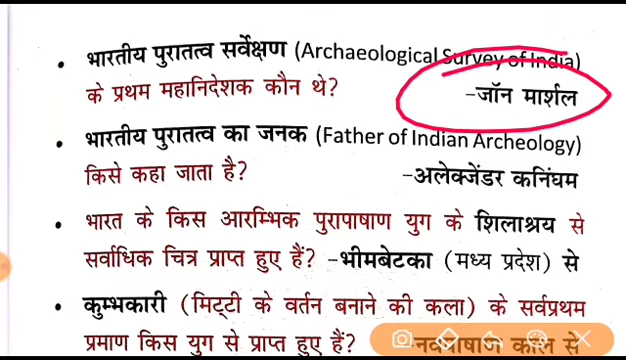 • भारतीय पुरातत्व सर्वेक्षण (Archaeological Survey of India)
के प्रथम महानिदेशक कौन थे? -जॉन मार्शल
• भारतीय पुरातत्व का जनक (Father of Indian Archeology)
किसे कहा जाता है? -अलेक्जेंडर कनिंघम
• भारत के किस आरम्भिक पुरापाषाण युग के शिलाश्रय से
सर्वाधिक चित्र प्राप्त हुए हैं? -भीमबेटका (मध्य प्रदेश) से
• कुम्भकारी (मिट्टी के वर्तन बनाने की कला) के सर्वप्रथम
प्रमाण किस युग से प्राप्त हुए हैं? -नवपाषाण काल से